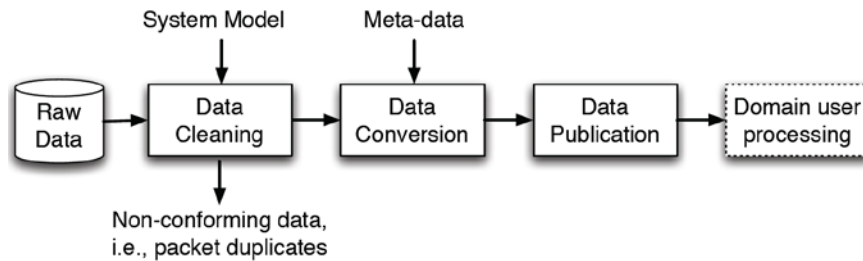 System Model
Meta-data
Raw
Data
Data
Cleaning
Data
Conversion
Data
Publication
Domain user
processing
Non-conforming data,
i.e., packet duplicates